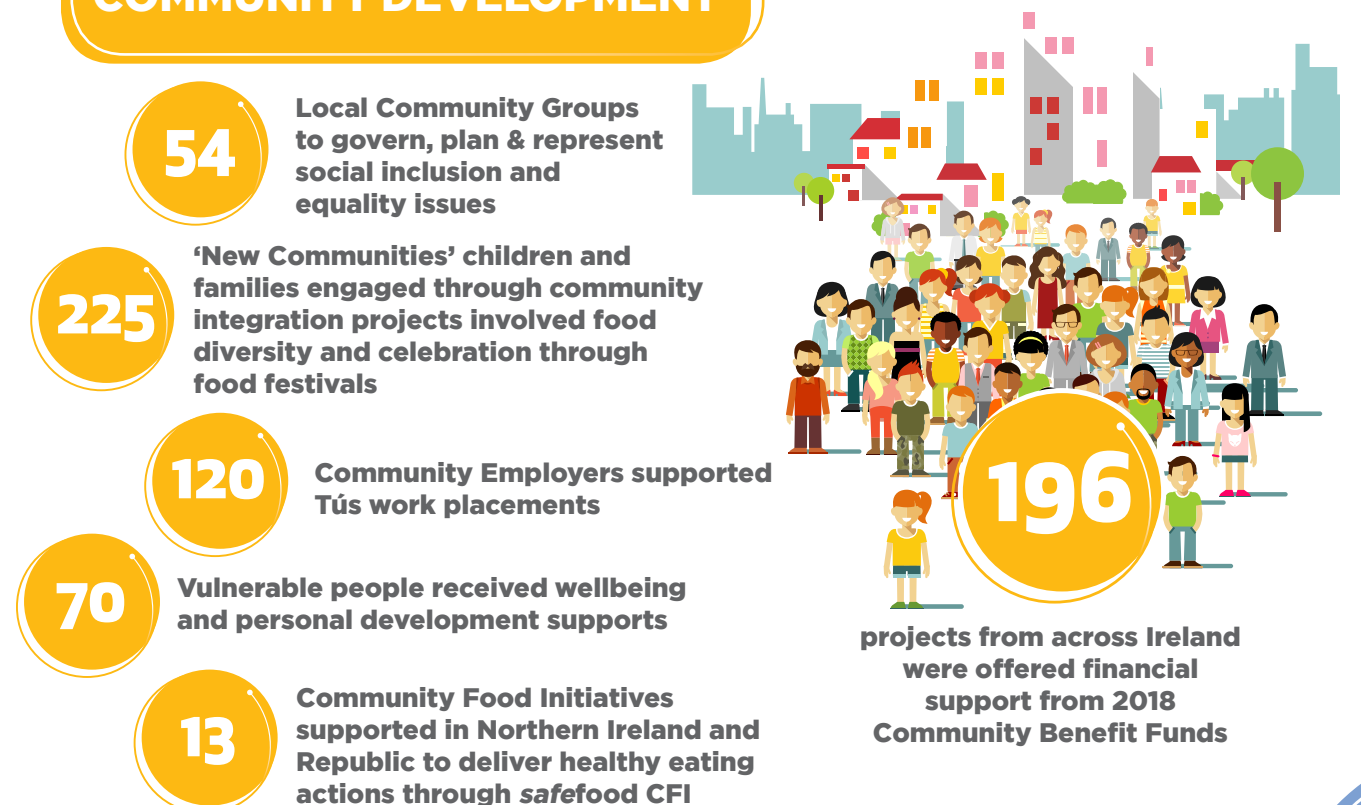 COMMUNITY DEVELOPMENT
54
Local Community Groups
to govern, plan & represent
social inclusion and
equality issues
225
‘New Communities’ children and
families engaged through community
integration projects involved food
diversity and celebration through
food festivals
120
Community Employers supported
Tús work placements
70
Vulnerable people received wellbeing
and personal development supports
13
Community Food Initiatives
supported in Northern Ireland and
Republic to deliver healthy eating
actions through safefood CFI
196
projects from across Ireland
were offered financial
support from 2018
Community Benefit Funds